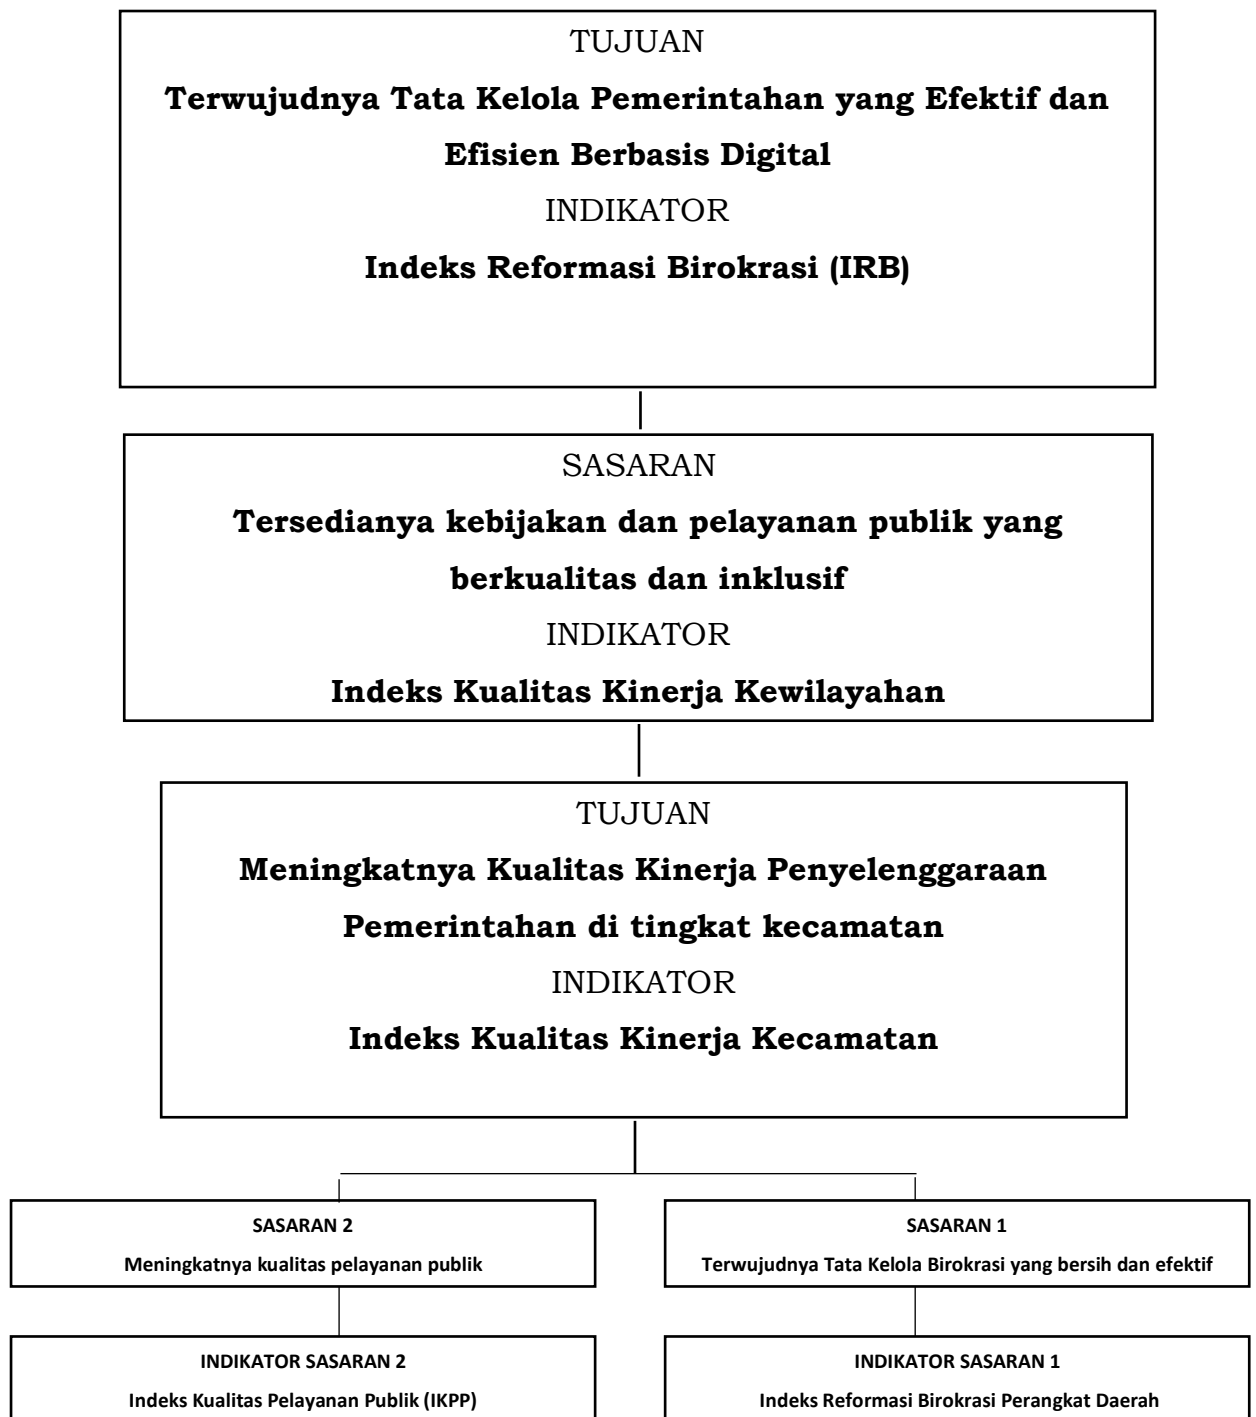 TUJUAN
Terwujudnya Tata Kelola Pemerintahan yang Efektif dan
Efisien Berbasis Digital
INDIKATOR
Indeks Reformasi Birokrasi (IRB)
SASARAN
Tersedianya kebijakan dan pelayanan publik yang
berkualitas dan inklusif
INDIKATOR
Indeks Kualitas Kinerja Kewilayahan
TUJUAN
Meningkatnya Kualitas Kinerja Penyelenggaraan
Pemerintahan di tingkat kecamatan
INDIKATOR
Indeks Kualitas Kinerja Kecamatan
SASARAN 2
Meningkatnya kualitas pelayanan publik
SASARAN 1
Terwujudnya Tata Kelola Birokrasi yang bersih dan efektif
INDIKATOR SASARAN 2
Indeks Kualitas Pelayanan Publik (IKPP)
INDIKATOR SASARAN 1
Indeks Reformasi Birokrasi Perangkat Daerah